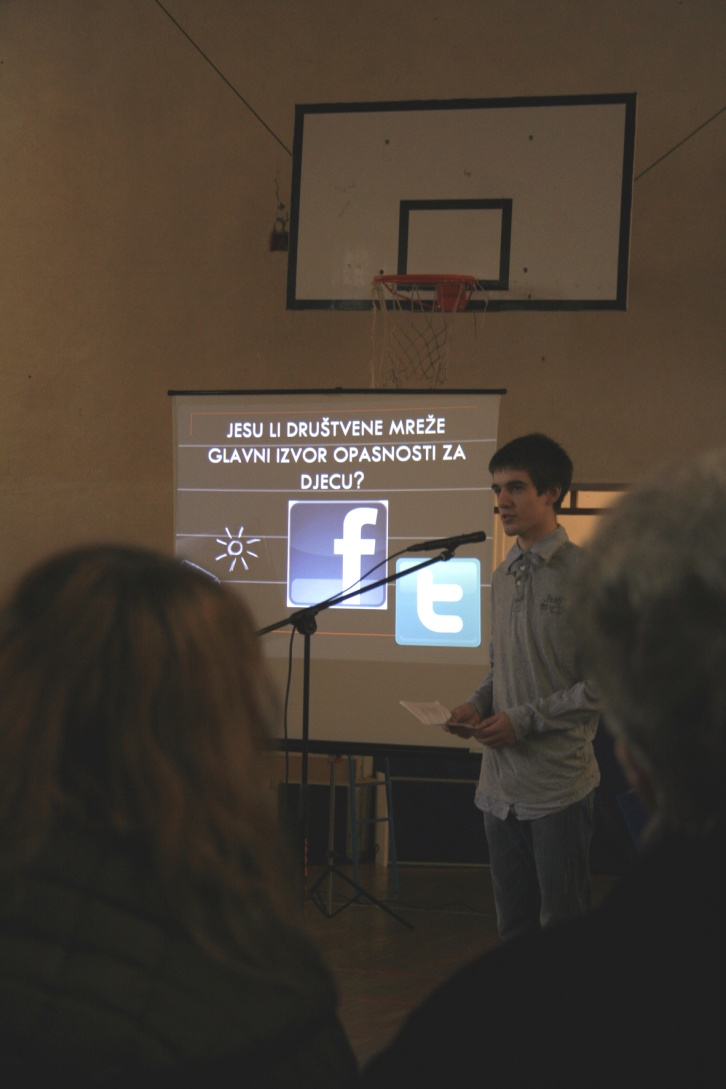 JESU LI DRUŠTVENE MREŽE
GLAVNI IZVOR OPASNOSTI ZA
DJECU?
f
t